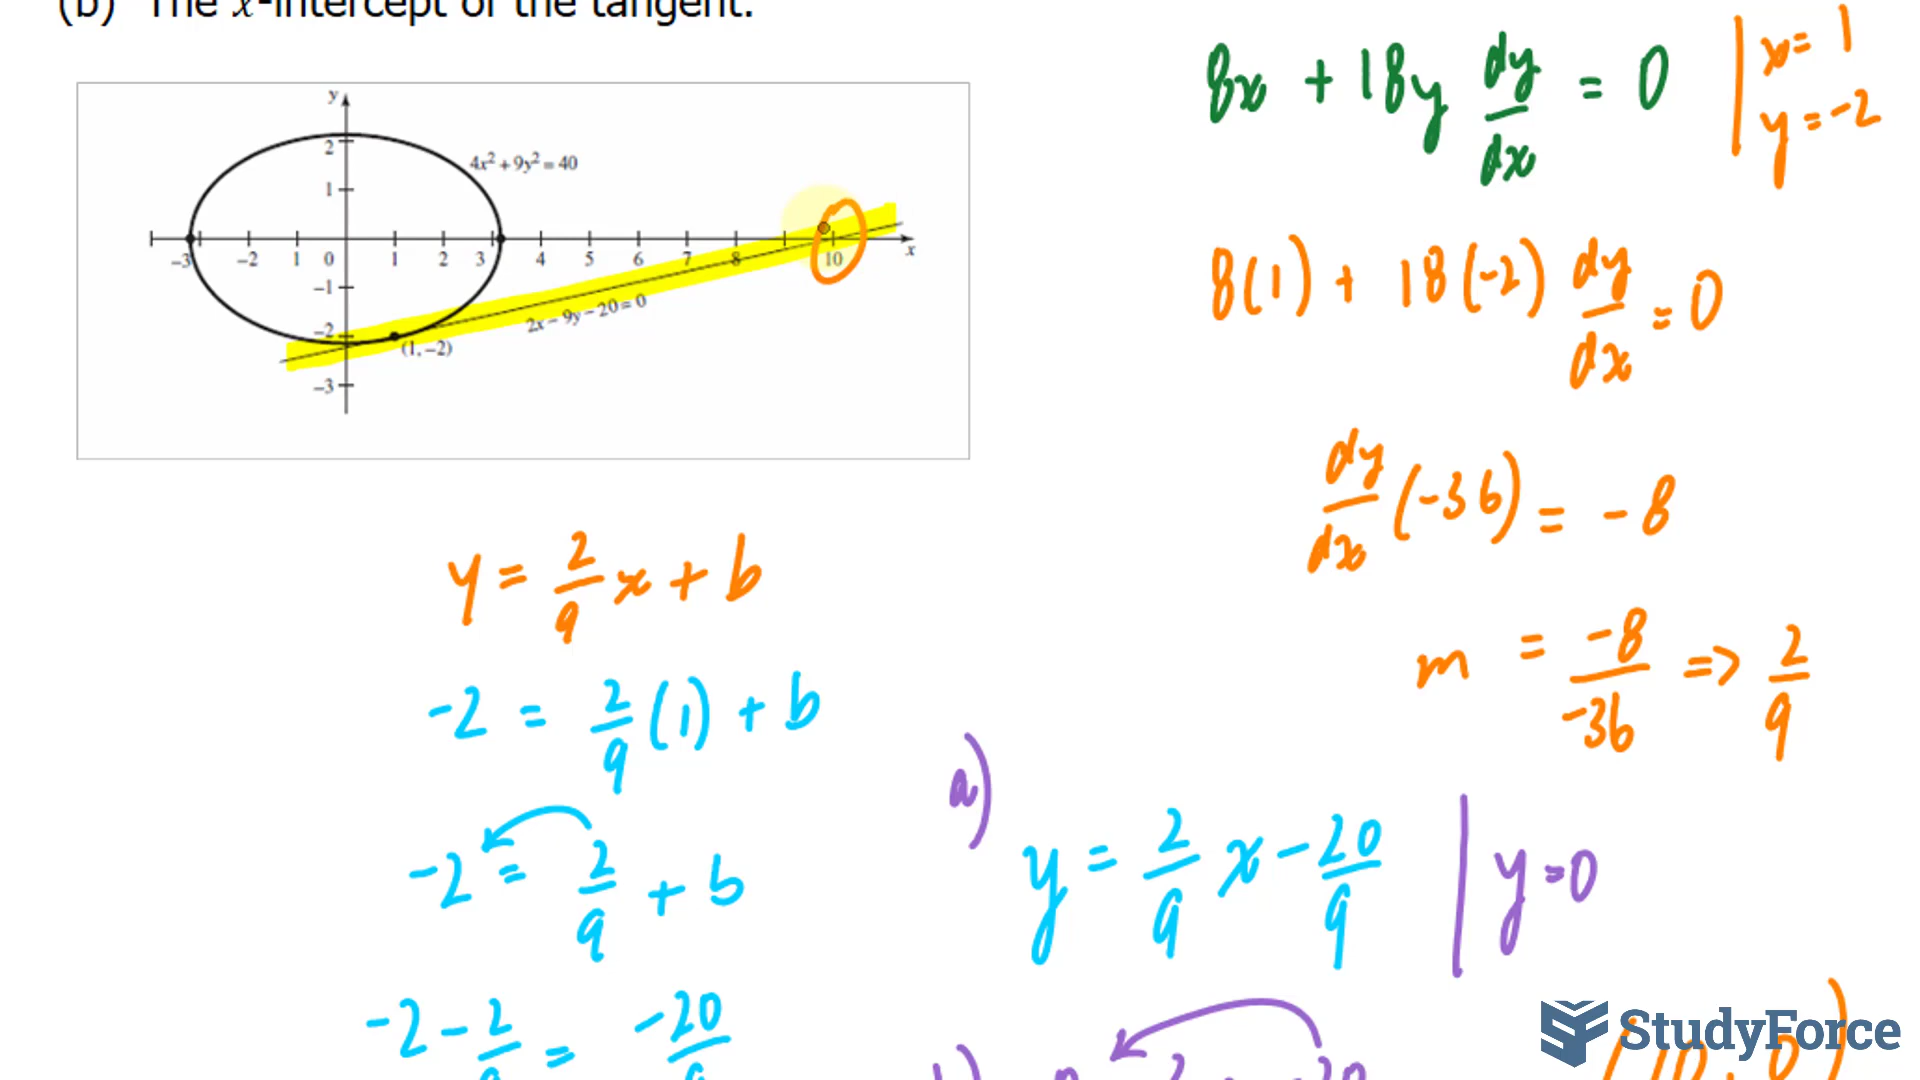 (b) The x-intercept of the tangent.
y
2
1
0
-1
-2
-3
4x² + 9y² = 40
-3 -2 1 0 1 2 3 4 5 6 7 8 10 x
2x - 9y - 20 = 0
(1, -2)
8x + 18y dy/dx = 0 | x = 1
y = -2
8(1) + 18(-2) dy/dx = 0
dy/dx (-36) = -8
m = -8/-36 => 2/9
y = 2/9 x + b
-2 = 2/9 (1) + b
-2 = 2/9 + b
-2 - 2/9 = -20/9
a)
y = 2/9 x - 20/9 | y = 0
(10, 0)
StudyForce